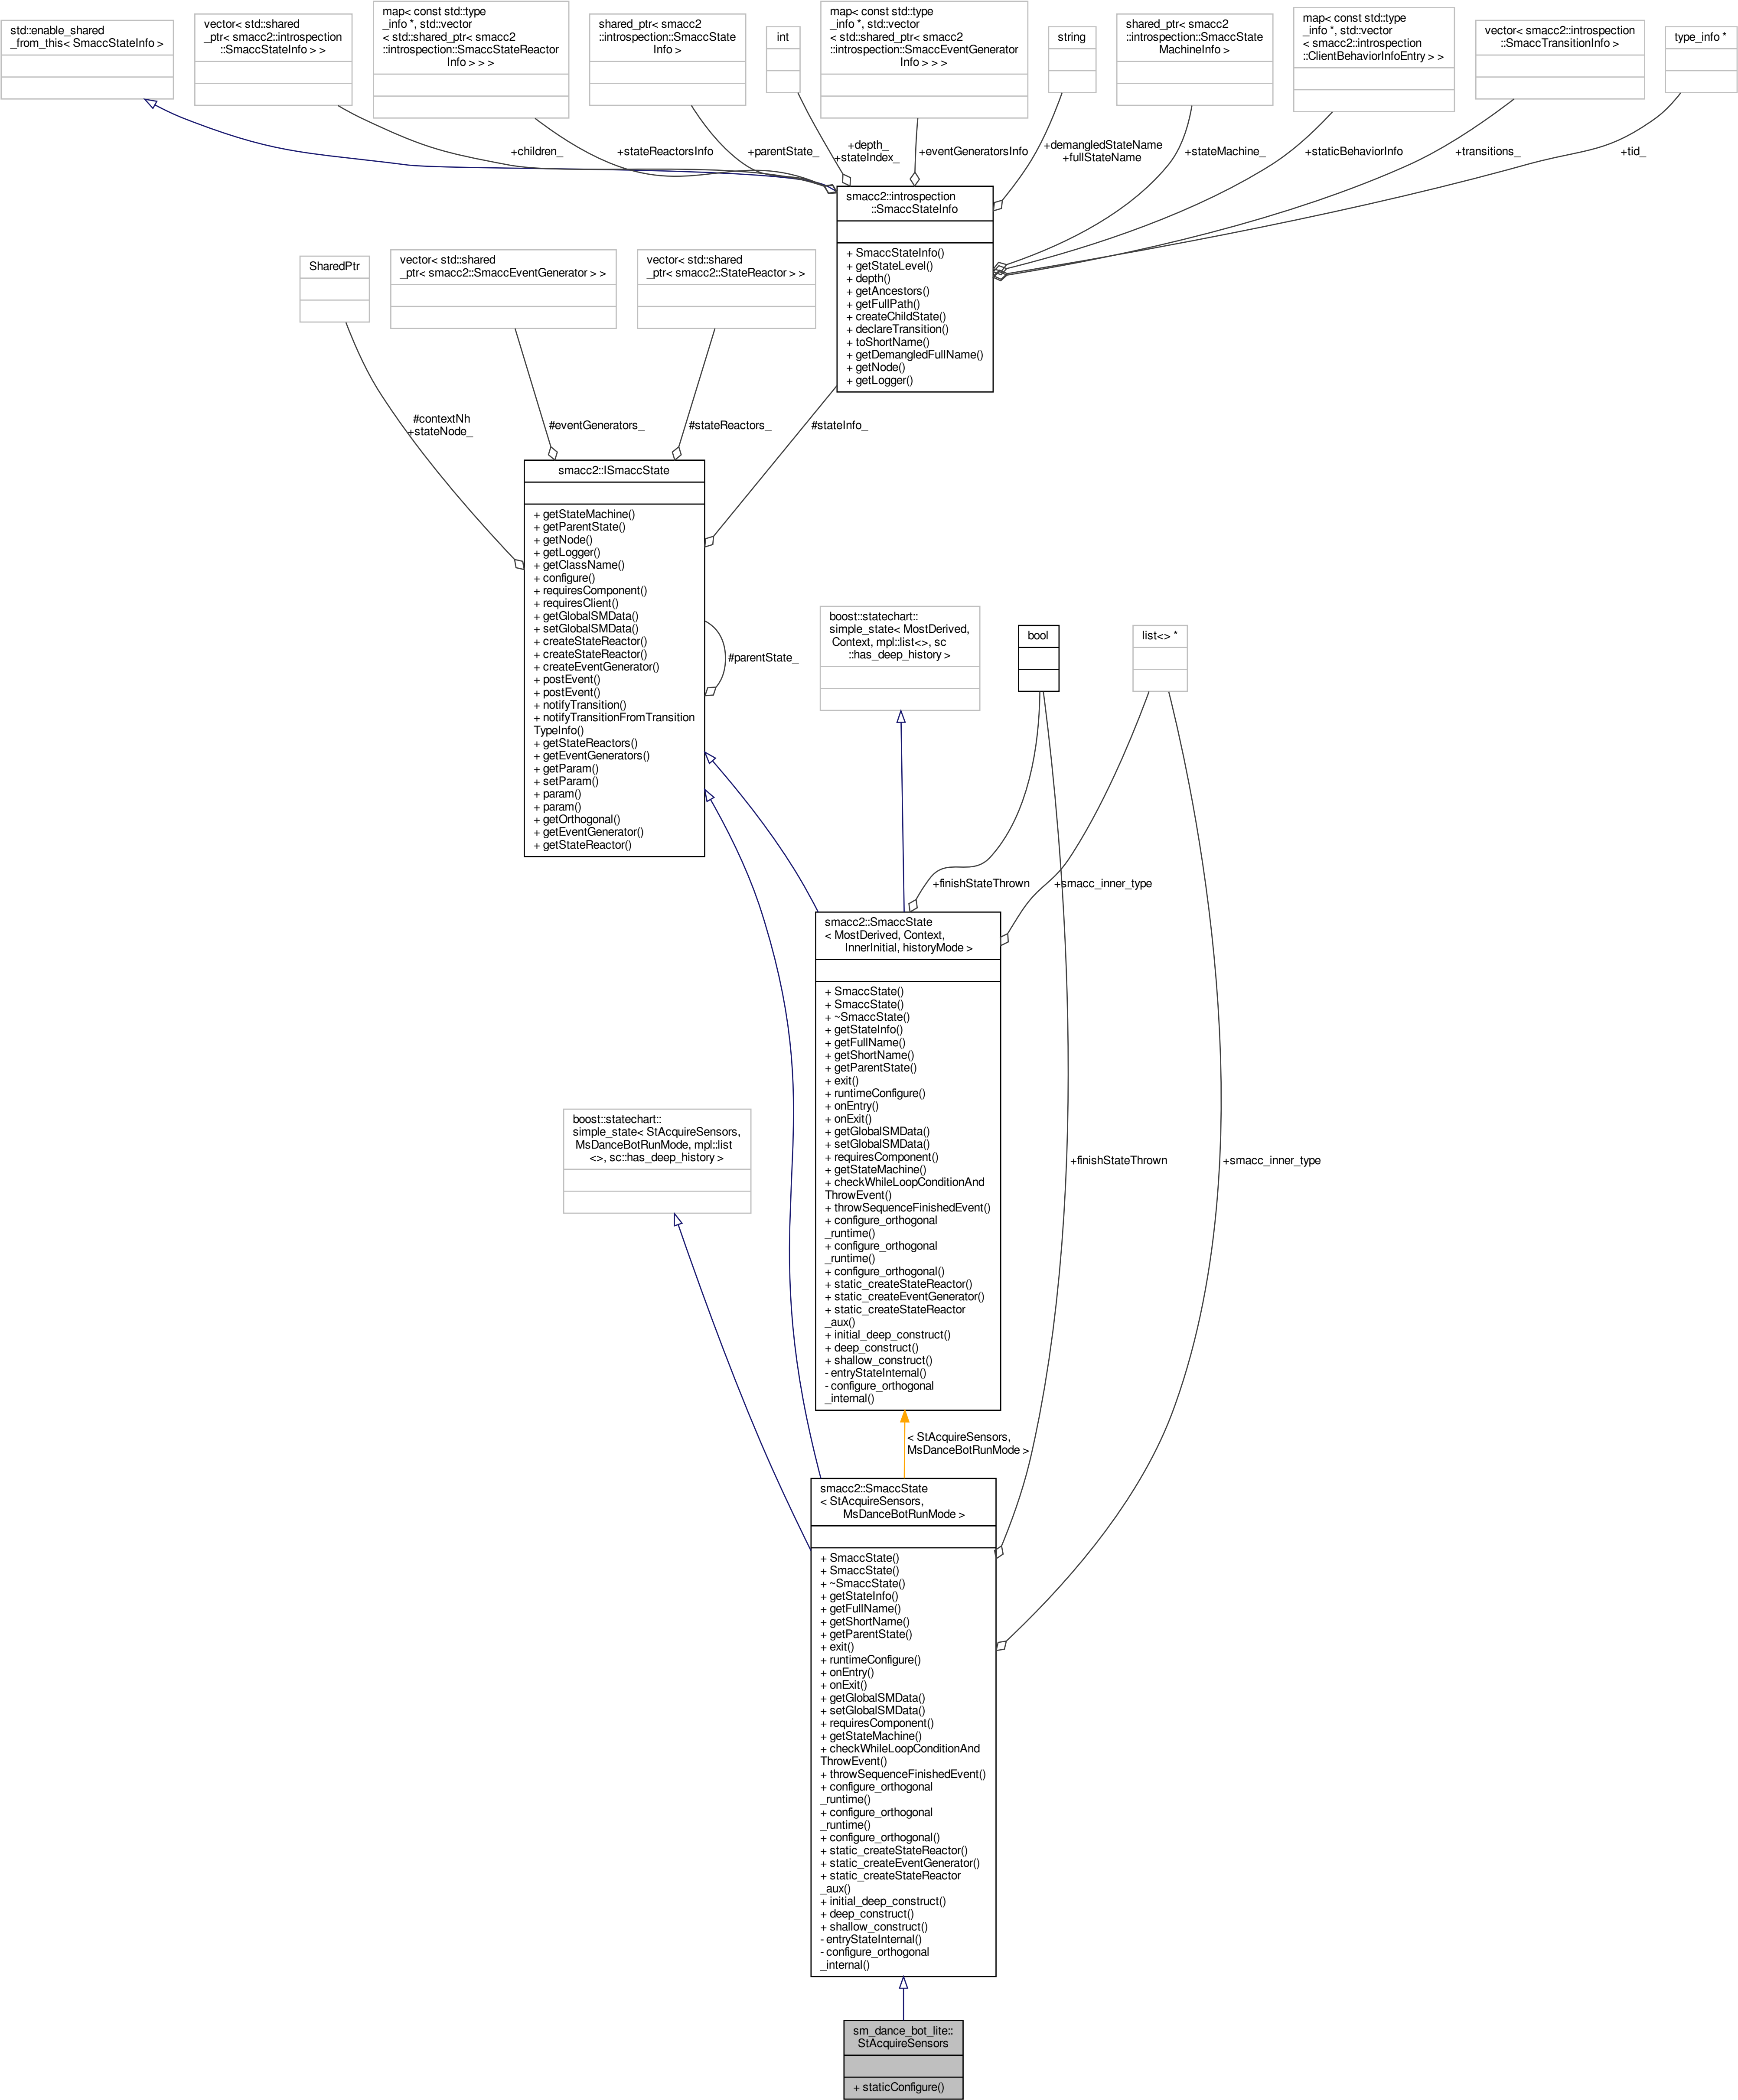 std::enable_shared
_from_this< SmaccStateInfo >
vector< std::shared
_ptr< smacc2::introspection
::SmaccStateInfo > >
map< const std::type
_info *, std::vector
< std::shared_ptr< smacc2
::introspection::SmaccStateReactor
Info > > >
shared_ptr< smacc2
::introspection::SmaccState
Info >
int
map< const std::type
_info *, std::vector
< std::shared_ptr< smacc2
::introspection::SmaccEventGenerator
Info > > >
string
shared_ptr< smacc2
::introspection::SmaccState
MachineInfo >
map< const std::type
_info *, std::vector
< smacc2::introspection
::ClientBehaviorInfoEntry > >
vector< smacc2::introspection
::SmaccTransitionInfo >
type_info *
+children_
+stateReactorsInfo
+parentState_
+depth_
+stateIndex_
+eventGeneratorsInfo
+demangledStateName
+fullStateName
+stateMachine_
+staticBehaviorInfo
+transitions_
+tid_
smacc2::introspection
::SmaccStateInfo
+ SmaccStateInfo()
+ getStateLevel()
+ depth()
+ getAncestors()
+ getFullPath()
+ createChildState()
+ declareTransition()
+ toShortName()
+ getDemangledFullName()
+ getNode()
+ getLogger()
SharedPtr
vector< std::shared
_ptr< smacc2::SmaccEventGenerator > >
vector< std::shared
_ptr< smacc2::StateReactor > >
#contextNh
+stateNode_
#eventGenerators_
#stateReactors_
#stateInfo_
smacc2::ISmaccState
+ getStateMachine()
+ getParentState()
+ getNode()
+ getLogger()
+ getClassName()
+ configure()
+ requiresComponent()
+ requiresClient()
+ getGlobalSMData()
+ setGlobalSMData()
+ createStateReactor()
+ createStateReactor()
+ createEventGenerator()
+ postEvent()
+ postEvent()
+ notifyTransition()
+ notifyTransitionFromTransition
TypeInfo()
+ getStateReactors()
+ getEventGenerators()
+ getParam()
+ setParam()
+ param()
+ param()
+ getOrthogonal()
+ getEventGenerator()
+ getStateReactor()
#parentState_
boost::statechart::
simple_state< MostDerived,
Context, mpl::list<>, sc
::has_deep_history >
bool
list<> *
+finishStateThrown
+smacc_inner_type
smacc2::SmaccState
< MostDerived, Context,
InnerInitial, historyMode >
+ SmaccState()
+ SmaccState()
+ ~SmaccState()
+ getStateInfo()
+ getFullName()
+ getShortName()
+ getParentState()
+ exit()
+ runtimeConfigure()
+ onEntry()
+ onExit()
+ getGlobalSMData()
+ setGlobalSMData()
+ requiresComponent()
+ getStateMachine()
+ checkWhileLoopConditionAnd
ThrowEvent()
+ throwSequenceFinishedEvent()
+ configure_orthogonal
_runtime()
+ configure_orthogonal
_runtime()
+ configure_orthogonal()
+ static_createStateReactor()
+ static_createEventGenerator()
+ static_createStateReactor
_aux()
+ initial_deep_construct()
+ deep_construct()
+ shallow_construct()
- entryStateInternal()
- configure_orthogonal
_internal()
boost::statechart::
simple_state< StAcquireSensors,
MsDanceBotRunMode, mpl::list
<>, sc::has_deep_history >
+finishStateThrown
+smacc_inner_type
< StAcquireSensors,
MsDanceBotRunMode >
smacc2::SmaccState
< StAcquireSensors,
MsDanceBotRunMode >
+ SmaccState()
+ SmaccState()
+ ~SmaccState()
+ getStateInfo()
+ getFullName()
+ getShortName()
+ getParentState()
+ exit()
+ runtimeConfigure()
+ onEntry()
+ onExit()
+ getGlobalSMData()
+ setGlobalSMData()
+ requiresComponent()
+ getStateMachine()
+ checkWhileLoopConditionAnd
ThrowEvent()
+ throwSequenceFinishedEvent()
+ configure_orthogonal
_runtime()
+ configure_orthogonal
_runtime()
+ configure_orthogonal()
+ static_createStateReactor()
+ static_createEventGenerator()
+ static_createStateReactor
_aux()
+ initial_deep_construct()
+ deep_construct()
+ shallow_construct()
- entryStateInternal()
- configure_orthogonal
_internal()
sm_dance_bot_lite::
StAcquireSensors
+ staticConfigure()